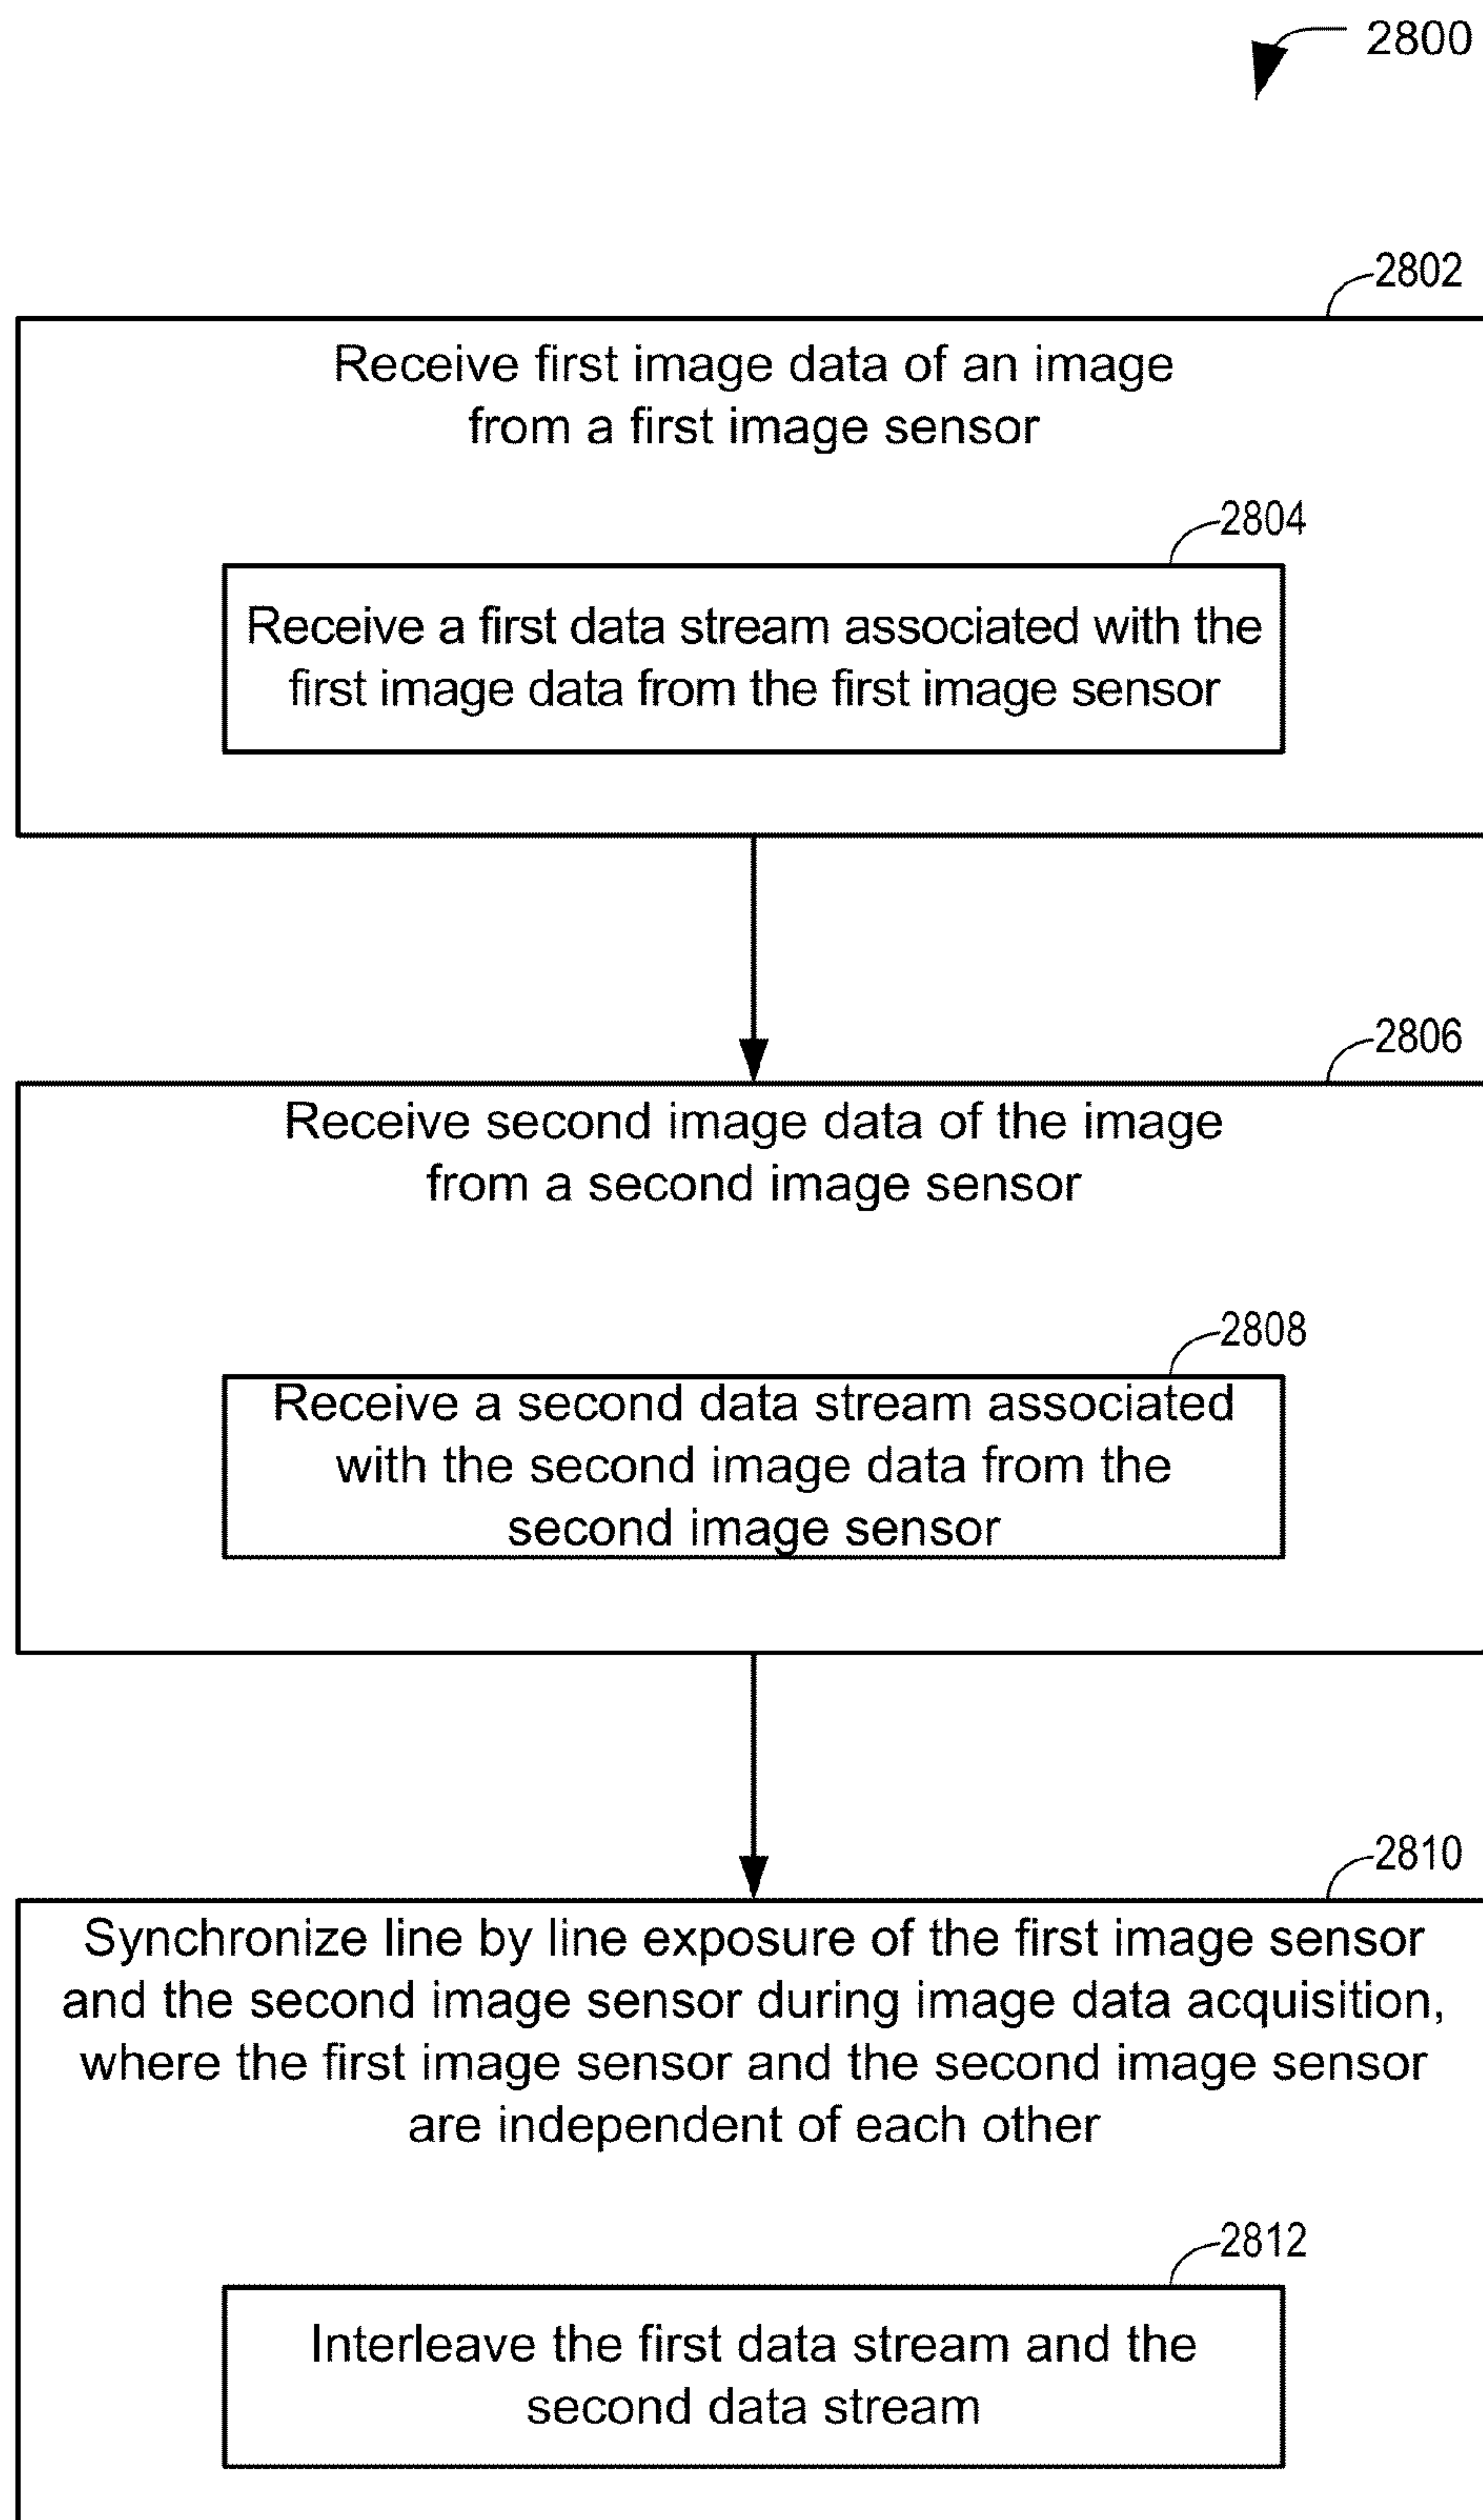 2800
2802
Receive first image data of an image
from a first image sensor
2804
Receive a first data stream associated with the
first image data from the first image sensor
2806
Receive second image data of the image
from a second image sensor
2808
Receive a second data stream associated
with the second image data from the
second image sensor
2810
Synchronize line by line exposure of the first image sensor
and the second image sensor during image data acquisition,
where the first image sensor and the second image sensor
are independent of each other
2812
Interleave the first data stream and the
second data stream